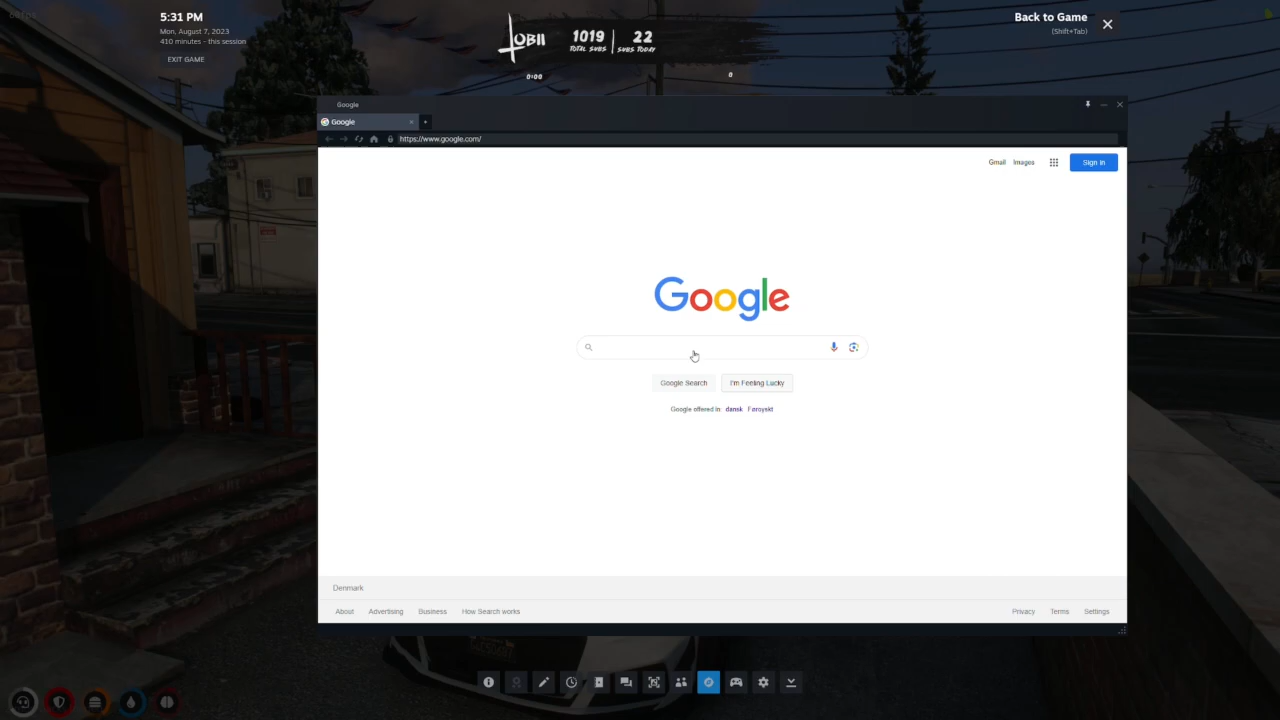 5:31 PM
Mon, August 7, 2023
410 minutes - this session
EXIT GAME
TOBII
1019
TOTAL SUBS
22
SUBS TODAY
0:00
0
Back to Game
(Shift+Tab)
Google
Google
https://www.google.com/
Gmail Images
Sign in
Google
Google Search
I'm Feeling Lucky
Google offered in: dansk Føroyskt
Denmark
About Advertising Business How Search works
Privacy Terms Settings